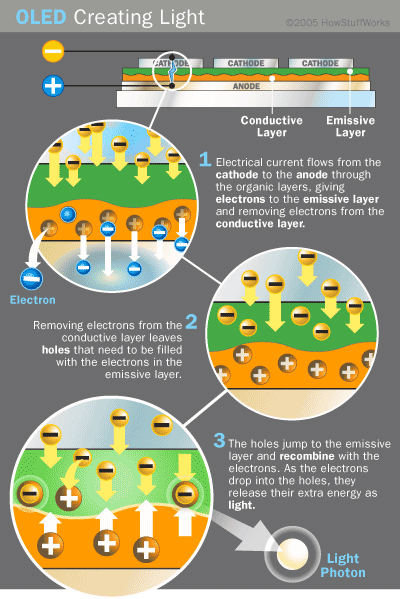 OLED Creating Light
©2005 HowStuffWorks
CATHODE CATHODE CATHODE
ANODE
Conductive
Layer
Emissive
Layer
1 Electrical current flows from the
cathode to the anode through
the organic layers, giving
electrons to the emissive layer
and removing electrons from the
conductive layer.
Electron
2 Removing electrons from the
conductive layer leaves
holes that need to be filled
with the electrons in the
emissive layer.
3 The holes jump to the emissive
layer and recombine with the
electrons. As the electrons
drop into the holes, they
release their extra energy as
light.
Light
Photon